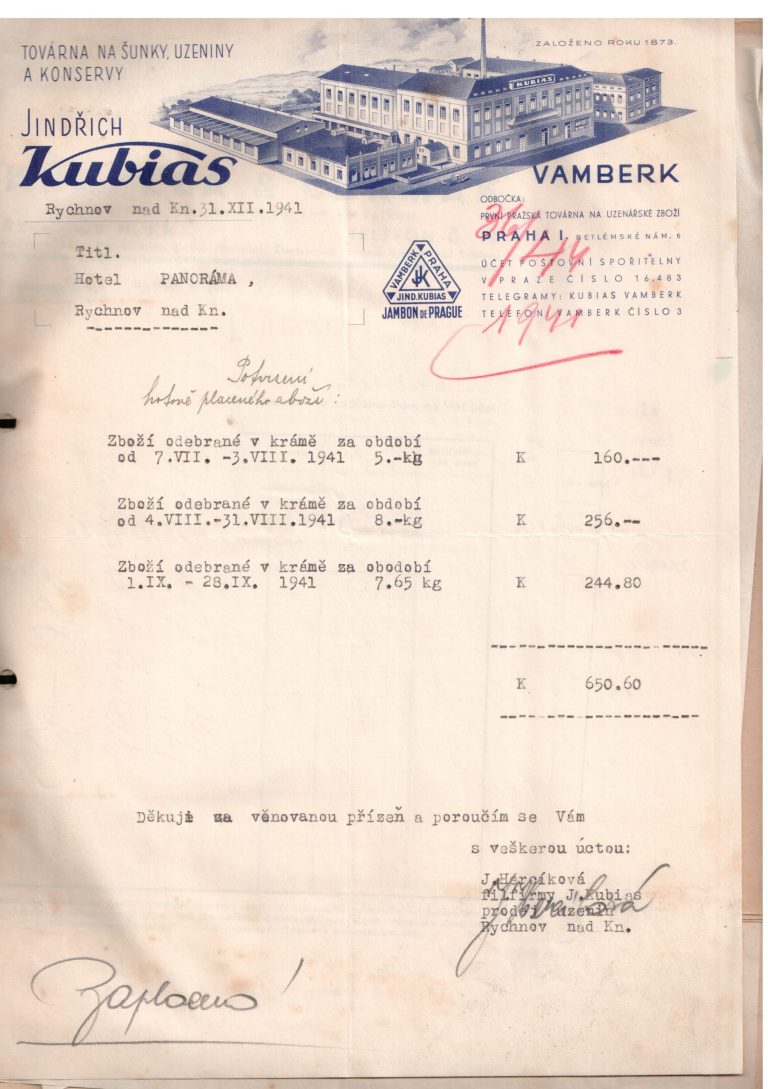 TOVÁRNA NA ŠUNKY, UZENINY
A KONSERVY
ZALOŽENO ROKU 1873.
KUBIAS
JINDŘICH
Kubias
VAMBERK
Rychnov nad Kn.31.XII.1941
ODBOČKA:
PRVNÍ PRAŽSKÁ TOVÁRNA NA UZENÁŘSKÉ ZBOŽÍ
PRAHA I. BETLÉMSKÉ NÁM. 6
Titl.
Hotel PANORÁMA ,
Rychnov nad Kn.
VAMBERK PRAHA
JK
JIND.KUBIAS
JAMBON DE PRAGUE
ÚČET POŠTOVNÍ SPOŘITELNY
V PRAZE ČÍSLO 16.483
TELEGRAMY: KUBIAS VAMBERK
TELEFON: VAMBERK ČÍSLO 3
1941
Potvrzení
hotově placeného zboží:
Zboží odebrané v krámě za období
od 7.VII. -3.VIII. 1941 5.-kg K 160.---
Zboží odebrané v krámě za období
od 4.VIII.-31.VIII.1941 8.-kg K 256.--
Zboží odebrané v krámě za obodobí
1.IX. - 28.IX. 1941 7.65 kg K 244.80
K 650.60
Děkuji za věnovanou přízeň a poroučím se Vám
s veškerou úctou:
J.Hercíková
fil.firmy J.Kubias
prodej uzenin
Rychnov nad Kn.
Zaplaceno!